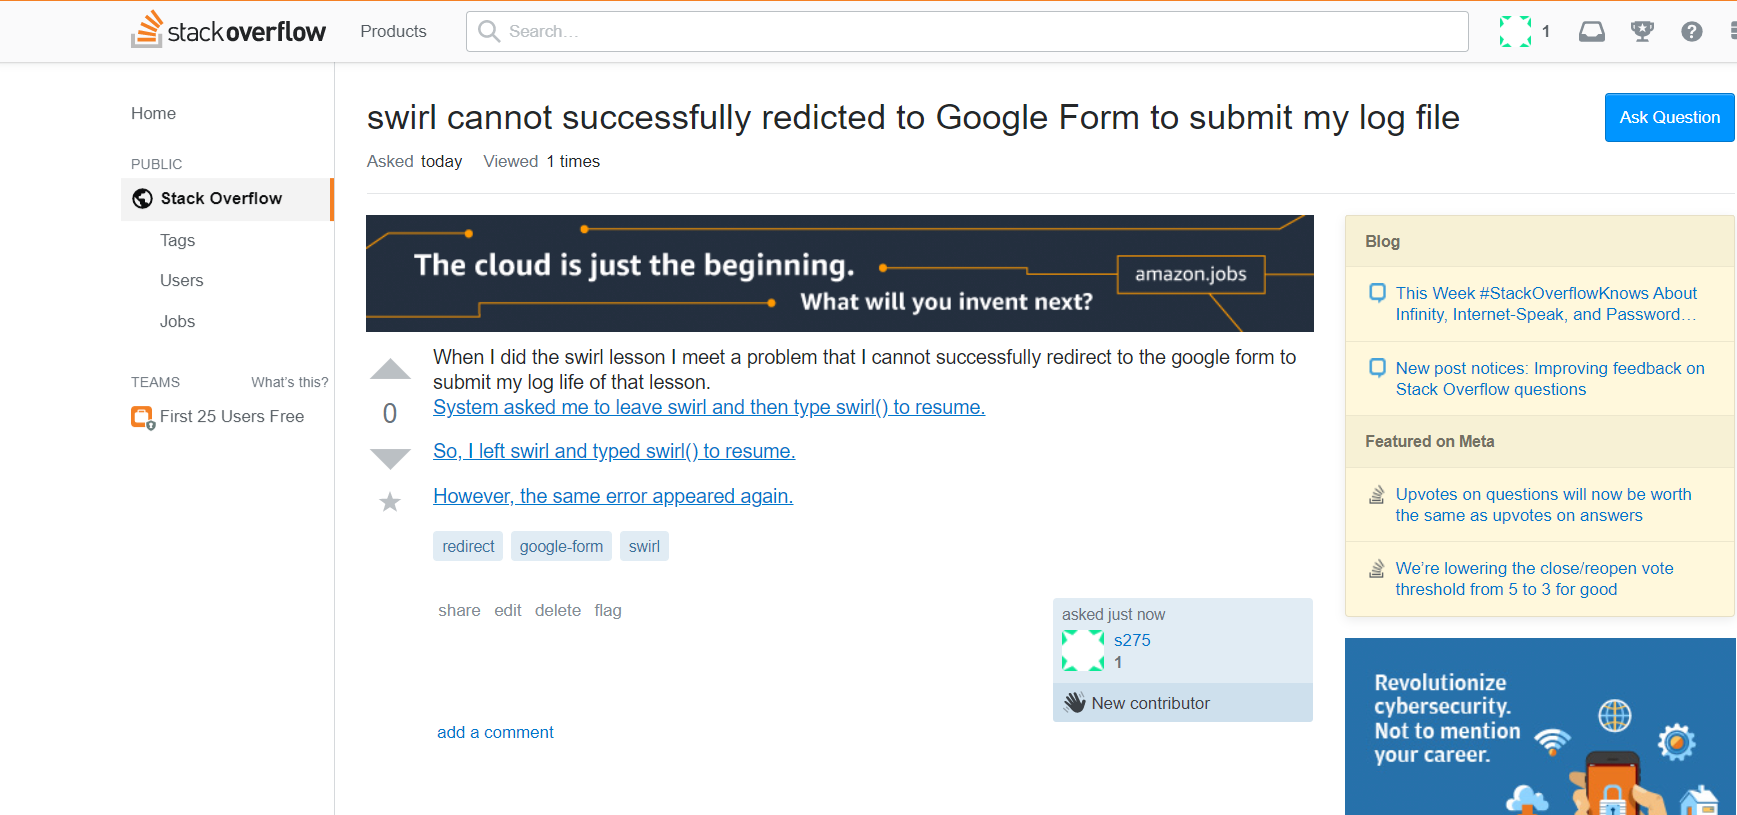 stackoverflow Products Search... 1
Home
PUBLIC
Stack Overflow
Tags
Users
Jobs
TEAMS What's this?
First 25 Users Free
swirl cannot successfully redicted to Google Form to submit my log file
Ask Question
Asked today Viewed 1 times
The cloud is just the beginning.
amazon.jobs
What will you invent next?
When I did the swirl lesson I meet a problem that I cannot successfully redirect to the google form to
submit my log life of that lesson.
System asked me to leave swirl and then type swirl() to resume.
0
So, I left swirl and typed swirl() to resume.
However, the same error appeared again.
redirect google-form swirl
share edit delete flag
asked just now
s275
1
New contributor
add a comment
Blog
This Week #StackOverflowKnows About
Infinity, Internet-Speak, and Password…
New post notices: Improving feedback on
Stack Overflow questions
Featured on Meta
Upvotes on questions will now be worth
the same as upvotes on answers
We're lowering the close/reopen vote
threshold from 5 to 3 for good
Revolutionize
cybersecurity.
Not to mention
your career.